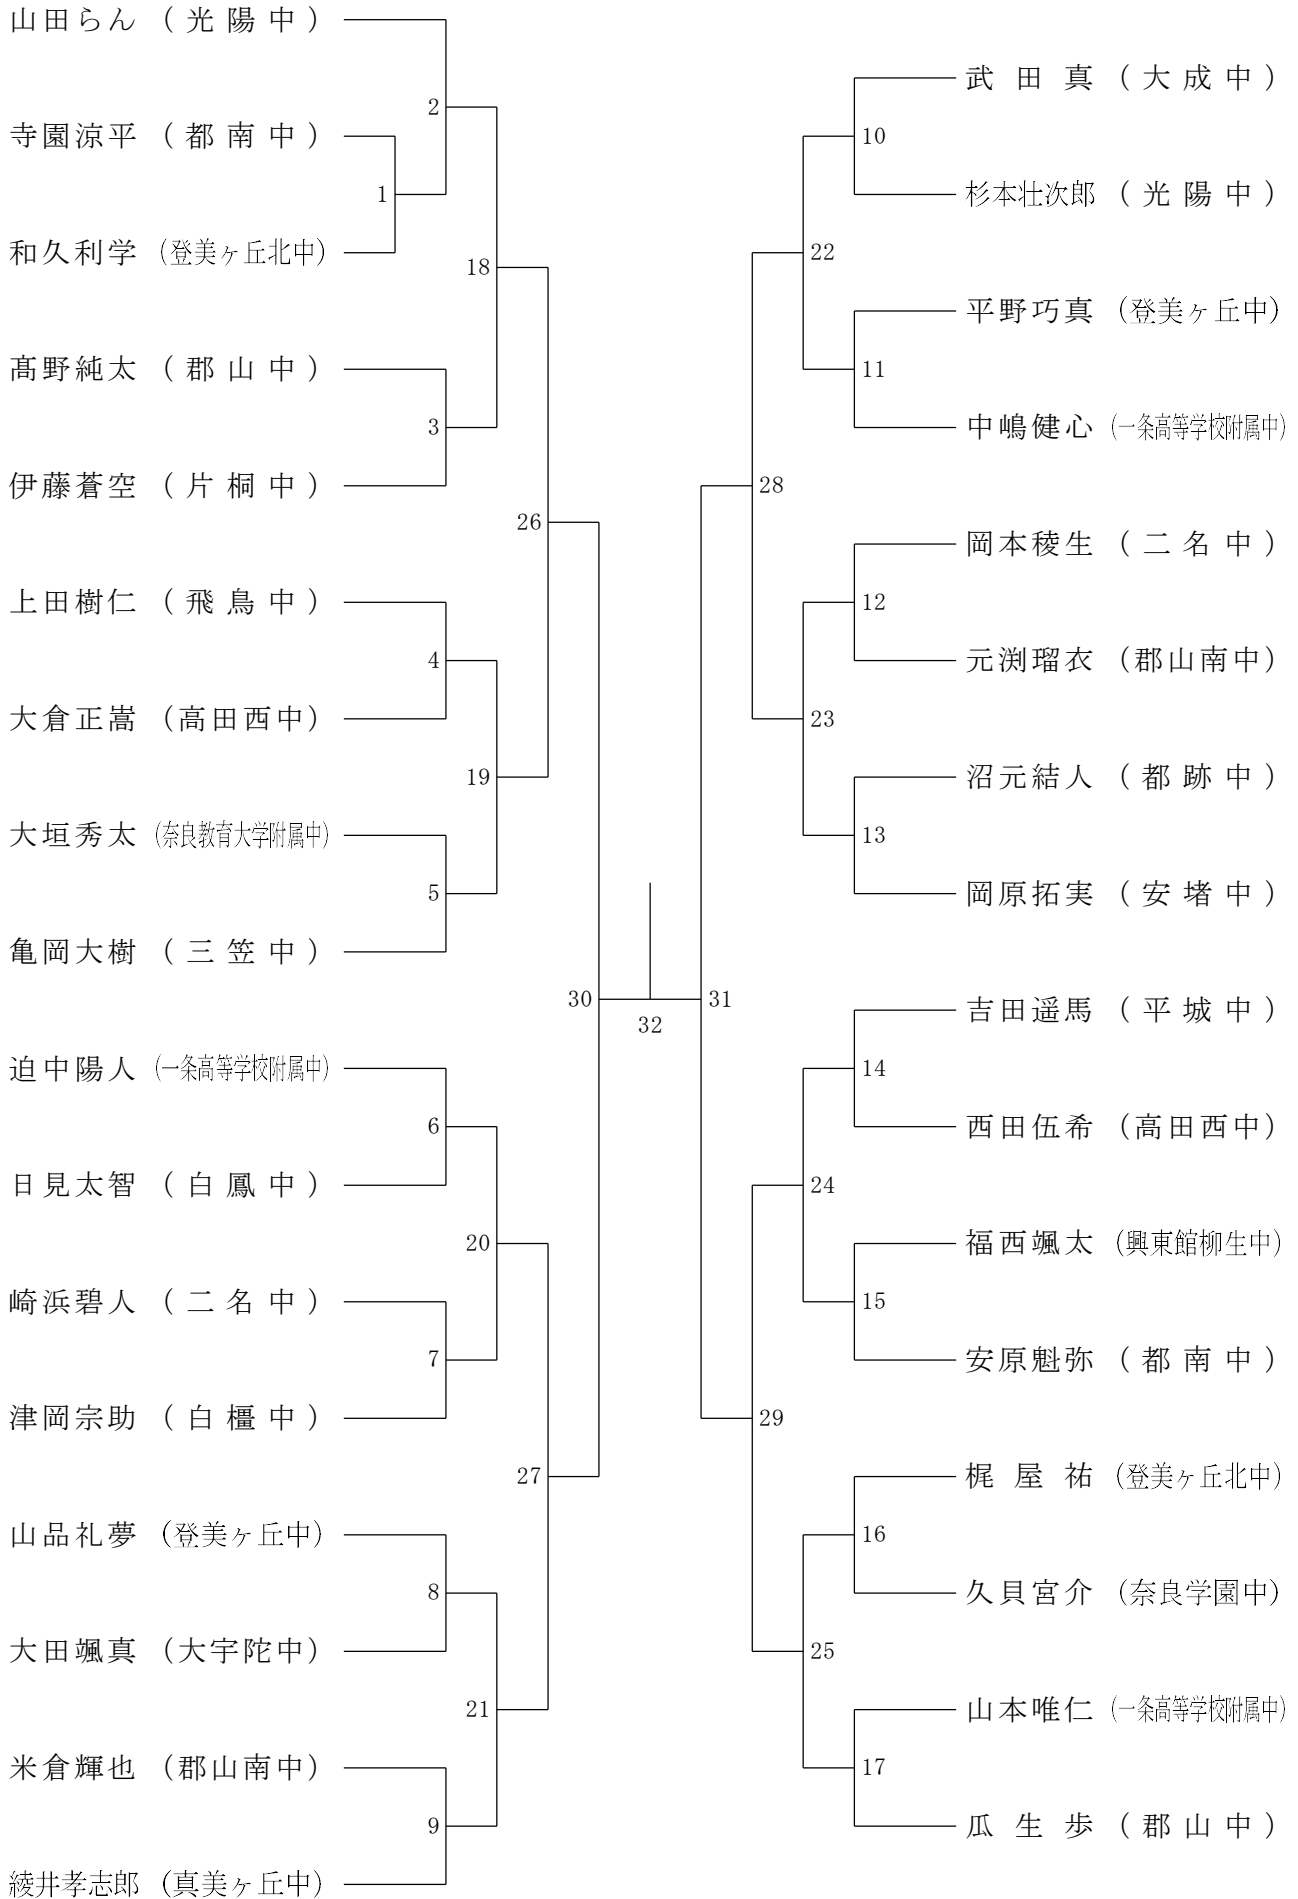 山田らん (光陽中)
寺園涼平 (都南中)
和久利学 (登美ヶ丘北中)
髙野純太 (郡山中)
伊藤蒼空 (片桐中)
上田樹仁 (飛鳥中)
大倉正嵩 (高田西中)
大垣秀太 (奈良教育大学附属中)
亀岡大樹 (三笠中)
迫中陽人 (一条高等学校附属中)
日見太智 (白鳳中)
崎浜碧人 (二名中)
津岡宗助 (白橿中)
山品礼夢 (登美ヶ丘中)
大田颯真 (大宇陀中)
米倉輝也 (郡山南中)
綾井孝志郎 (真美ヶ丘中)
1
2
3
4
5
6
7
8
9
18
19
20
21
26
27
30
32
31
28
29
22
23
24
25
10
11
12
13
14
15
16
17
武田真 (大成中)
杉本壮次郎 (光陽中)
平野巧真 (登美ヶ丘中)
中嶋健心 (一条高等学校附属中)
岡本稜生 (二名中)
元渕瑠衣 (郡山南中)
沼元結人 (都跡中)
岡原拓実 (安堵中)
吉田遥馬 (平城中)
西田伍希 (高田西中)
福西颯太 (興東館柳生中)
安原魁弥 (都南中)
梶屋祐 (登美ヶ丘北中)
久貝宮介 (奈良学園中)
山本唯仁 (一条高等学校附属中)
瓜生歩 (郡山中)